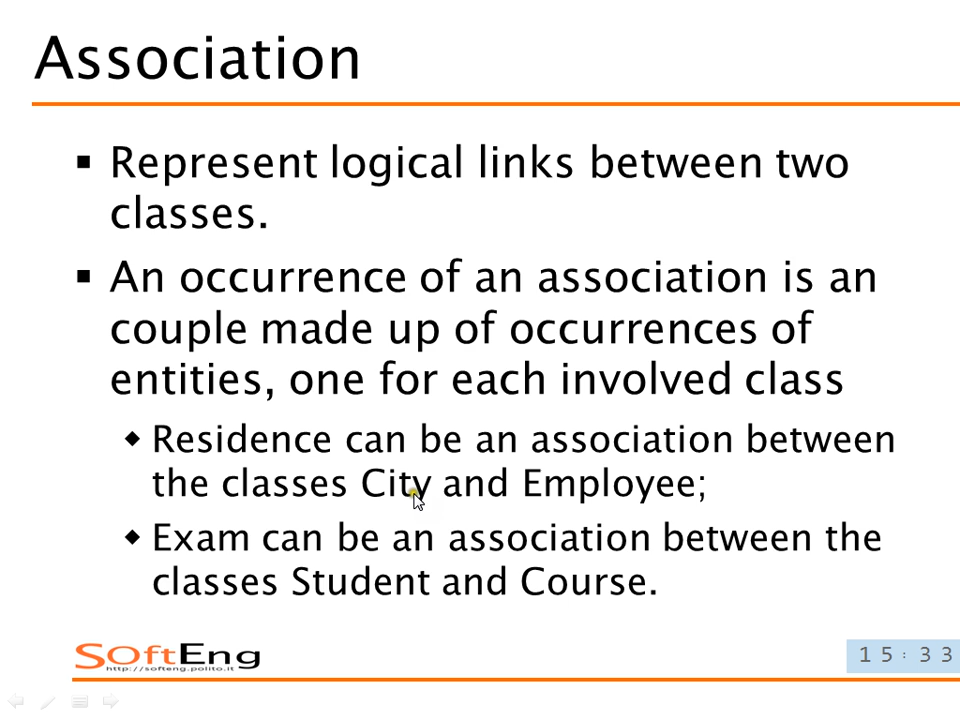 Association
▪ Represent logical links between two
classes.
▪ An occurrence of an association is an
couple made up of occurrences of
entities, one for each involved class
◆ Residence can be an association between
the classes City and Employee;
◆ Exam can be an association between the
classes Student and Course.
SOftEng
http://softeng.polito.it
15:33